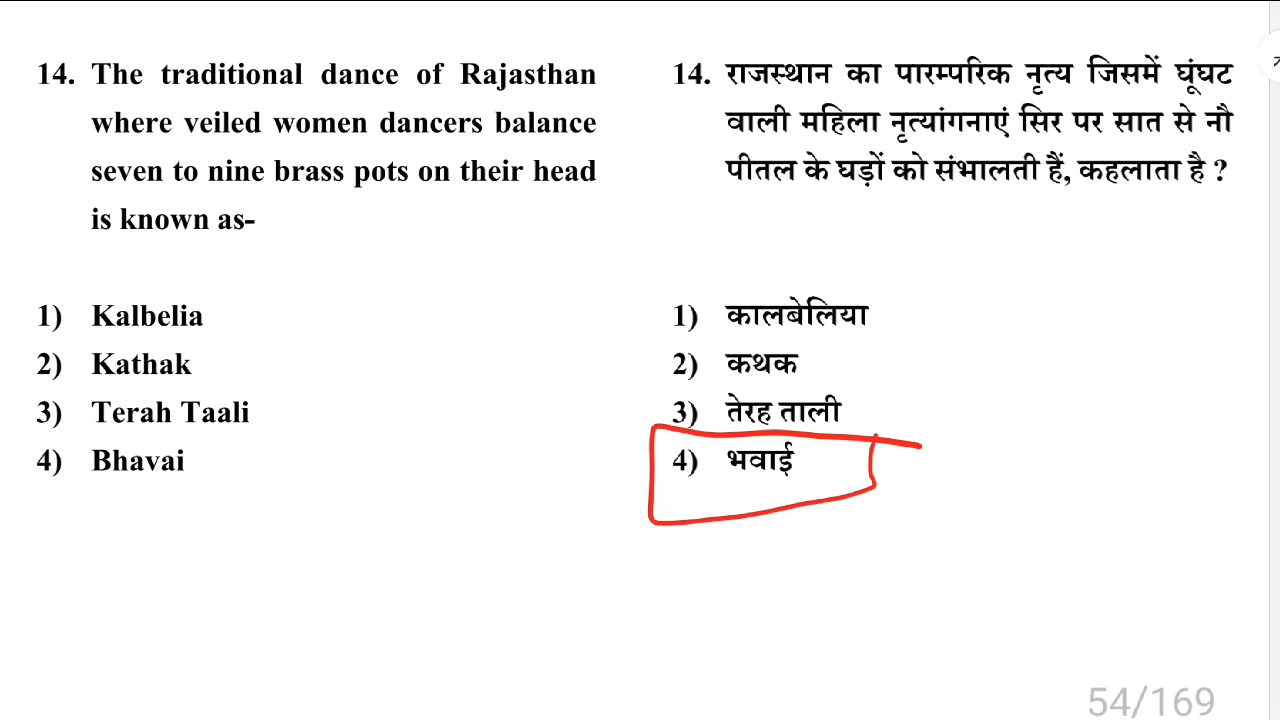 14. The traditional dance of Rajasthan
where veiled women dancers balance
seven to nine brass pots on their head
is known as-
1) Kalbelia
2) Kathak
3) Terah Taali
4) Bhavai
14. राजस्थान का पारम्परिक नृत्य जिसमें घूंघट
वाली महिला नृत्यांगनाएं सिर पर सात से नौ
पीतल के घड़ों को संभालती हैं, कहलाता है ?
1) कालबेलिया
2) कथक
3) तेरह ताली
4) भवाई
54/169